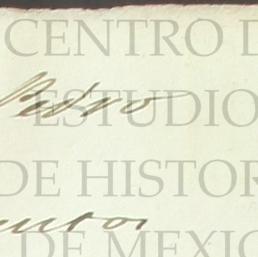 CENTRO D
Pedro
ESTUDIO
DE HISTOR
DE MEXIC